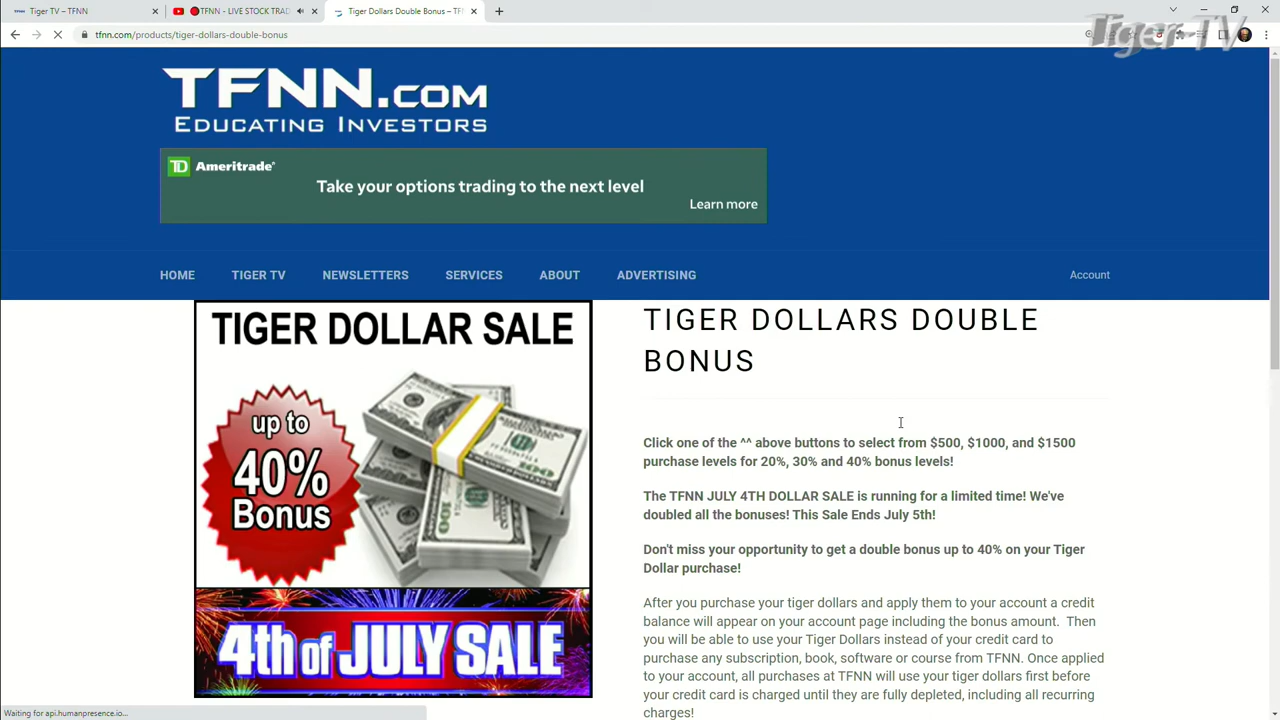 Tiger TV – TFNN
TFNN - LIVE STOCK TRAD
Tiger Dollars Double Bonus – TF
tfnn.com/products/tiger-dollars-double-bonus
Tiger TV
TFNN.COM
EDUCATING INVESTORS
TD Ameritrade
Take your options trading to the next level
Learn more
HOME TIGER TV NEWSLETTERS SERVICES ABOUT ADVERTISING Account
TIGER DOLLAR SALE
up to
40%
Bonus
4th of JULY SALE
TIGER DOLLARS DOUBLE
BONUS
Click one of the ^^ above buttons to select from $500, $1000, and $1500
purchase levels for 20%, 30% and 40% bonus levels!
The TFNN JULY 4TH DOLLAR SALE is running for a limited time! We've
doubled all the bonuses! This Sale Ends July 5th!
Don't miss your opportunity to get a double bonus up to 40% on your Tiger
Dollar purchase!
After you purchase your tiger dollars and apply them to your account a credit
balance will appear on your account page including the bonus amount. Then
you will be able to use your Tiger Dollars instead of your credit card to
purchase any subscription, book, software or course from TFNN. Once applied
to your account, all purchases at TFNN will use your tiger dollars first before
your credit card is charged until they are fully depleted, including all recurring
charges!
Waiting for api.humanpresence.io...